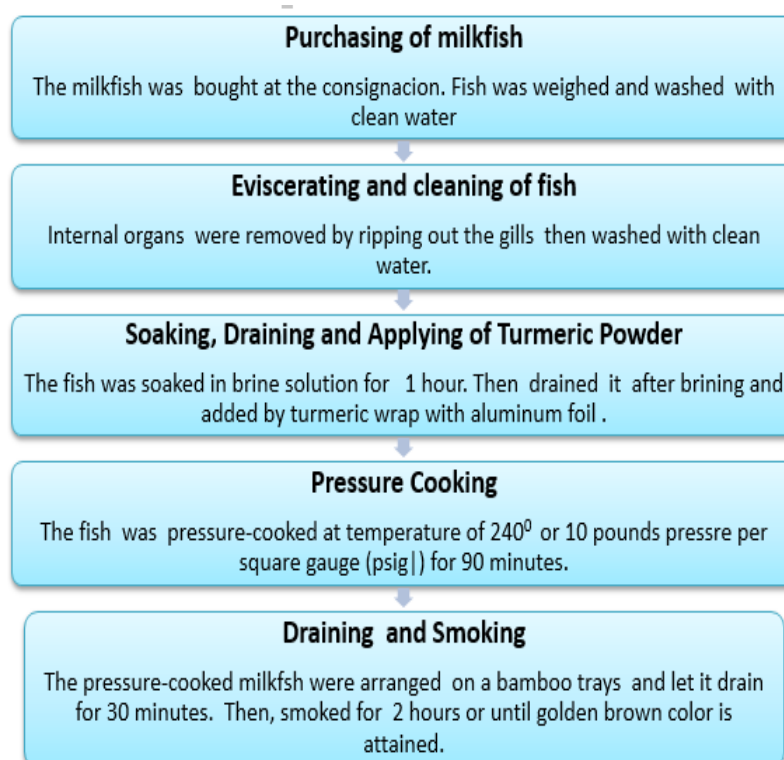 Purchasing of milkfish
The milkfish was bought at the consignacion. Fish was weighed and washed with
clean water
Eviscerating and cleaning of fish
Internal organs were removed by ripping out the gills then washed with clean
water.
Soaking, Draining and Applying of Turmeric Powder
The fish was soaked in brine solution for 1 hour. Then drained it after brining and
added by turmeric wrap with aluminum foil .
Pressure Cooking
The fish was pressure-cooked at temperature of 240⁰ or 10 pounds pressre per
square gauge (psig|) for 90 minutes.
Draining and Smoking
The pressure-cooked milkfsh were arranged on a bamboo trays and let it drain
for 30 minutes. Then, smoked for 2 hours or until golden brown color is
attained.